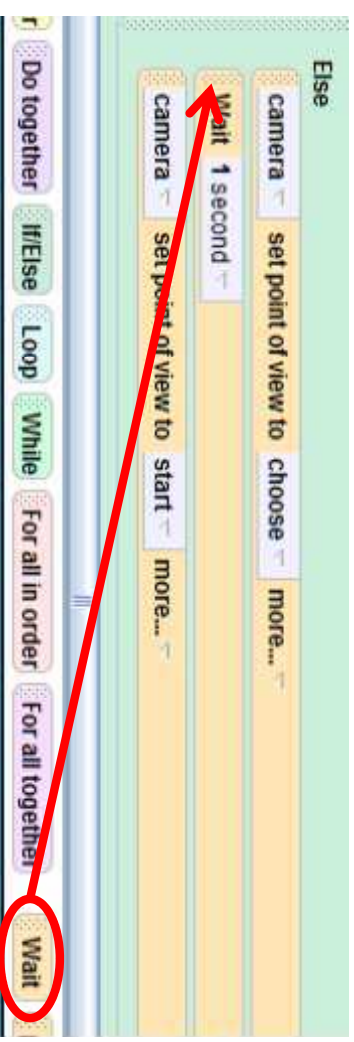 Else
camera set point of view to choose more...
Wait 1 second
camera set point of view to start more...
r Do together If/Else Loop While For all in order For all together Wait